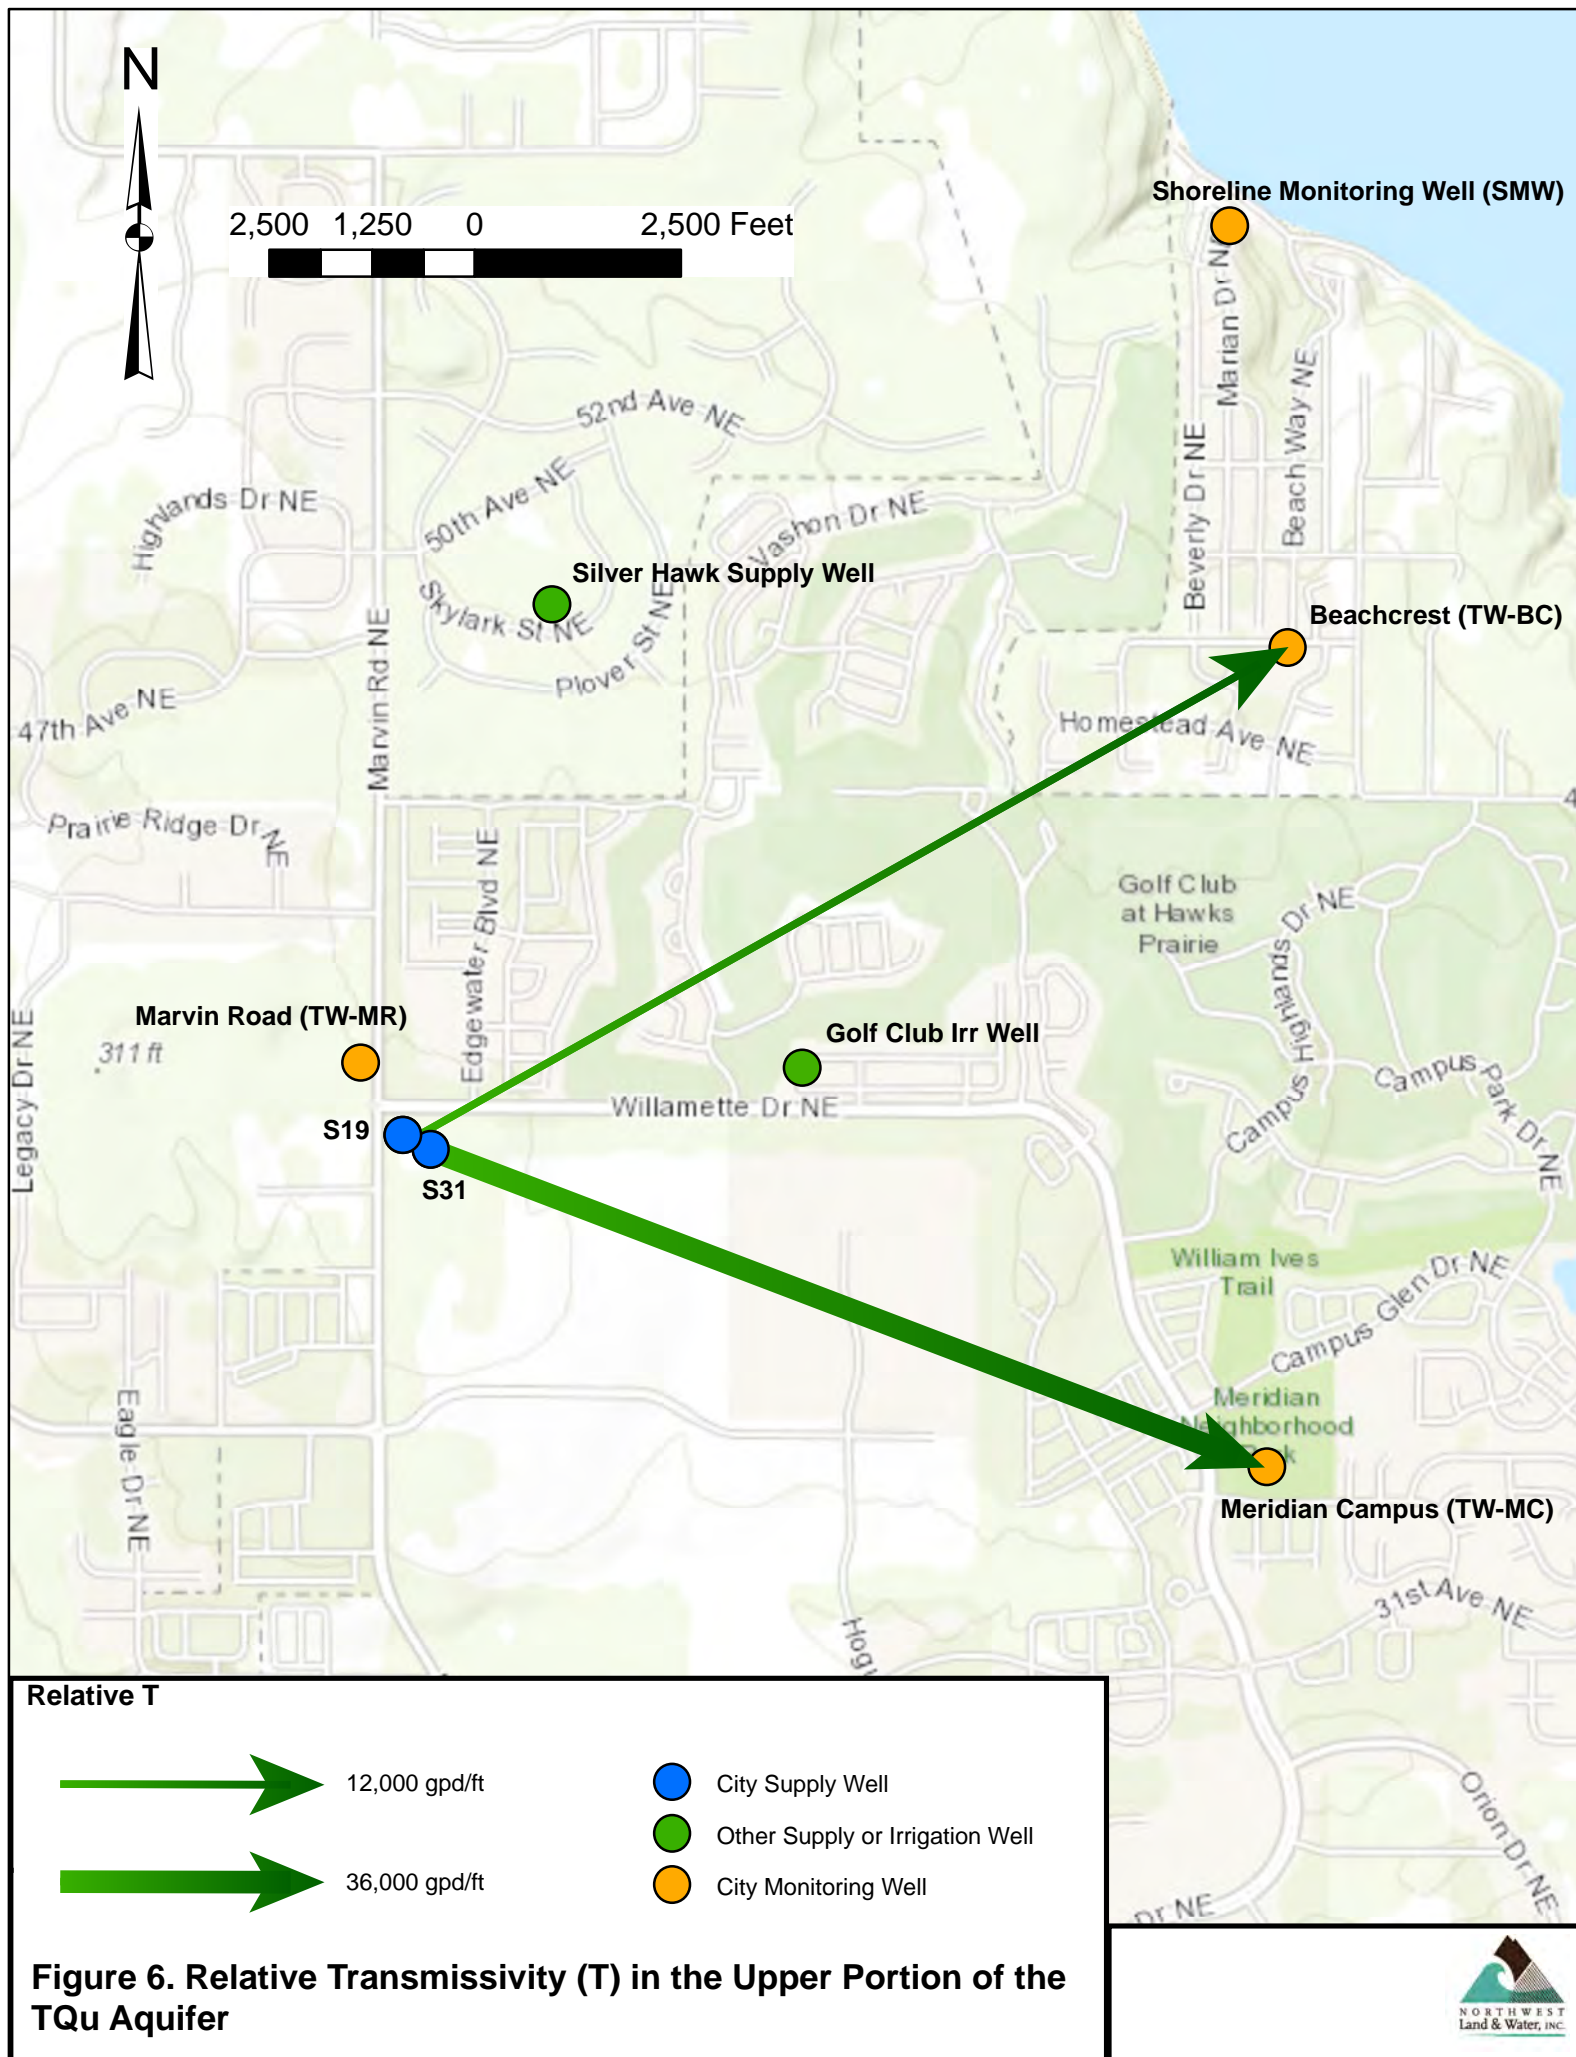 N
2,500 1,250 0 2,500 Feet
Shoreline Monitoring Well (SMW)
Marian Dr NE
Beach Way NE
Beverly Dr NE
52nd Ave NE
50th Ave NE
Highlands Dr NE
Vashon Dr NE
Silver Hawk Supply Well
Skylark St NE
Plover St NE
Beachcrest (TW-BC)
Marvin Rd NE
47th Ave NE
Homestead Ave NE
Prairie Ridge Dr NE
Edgewater Blvd NE
Golf Club
at Hawks
Prairie
Campus Highlands Dr NE
Marvin Road (TW-MR)
311 ft
Legacy Dr NE
Golf Club Irr Well
Willamette Dr NE
Campus Park Dr NE
S19
S31
William Ives
Trail
Campus Glen Dr NE
Eagle Dr NE
Meridian
Neighborhood
Meridian Campus (TW-MC)
31st Ave NE
Orion Dr NE
Dr NE
Relative T
12,000 gpd/ft
36,000 gpd/ft
City Supply Well
Other Supply or Irrigation Well
City Monitoring Well
Figure 6. Relative Transmissivity (T) in the Upper Portion of the
TQu Aquifer
NORTHWEST
Land & Water, INC.